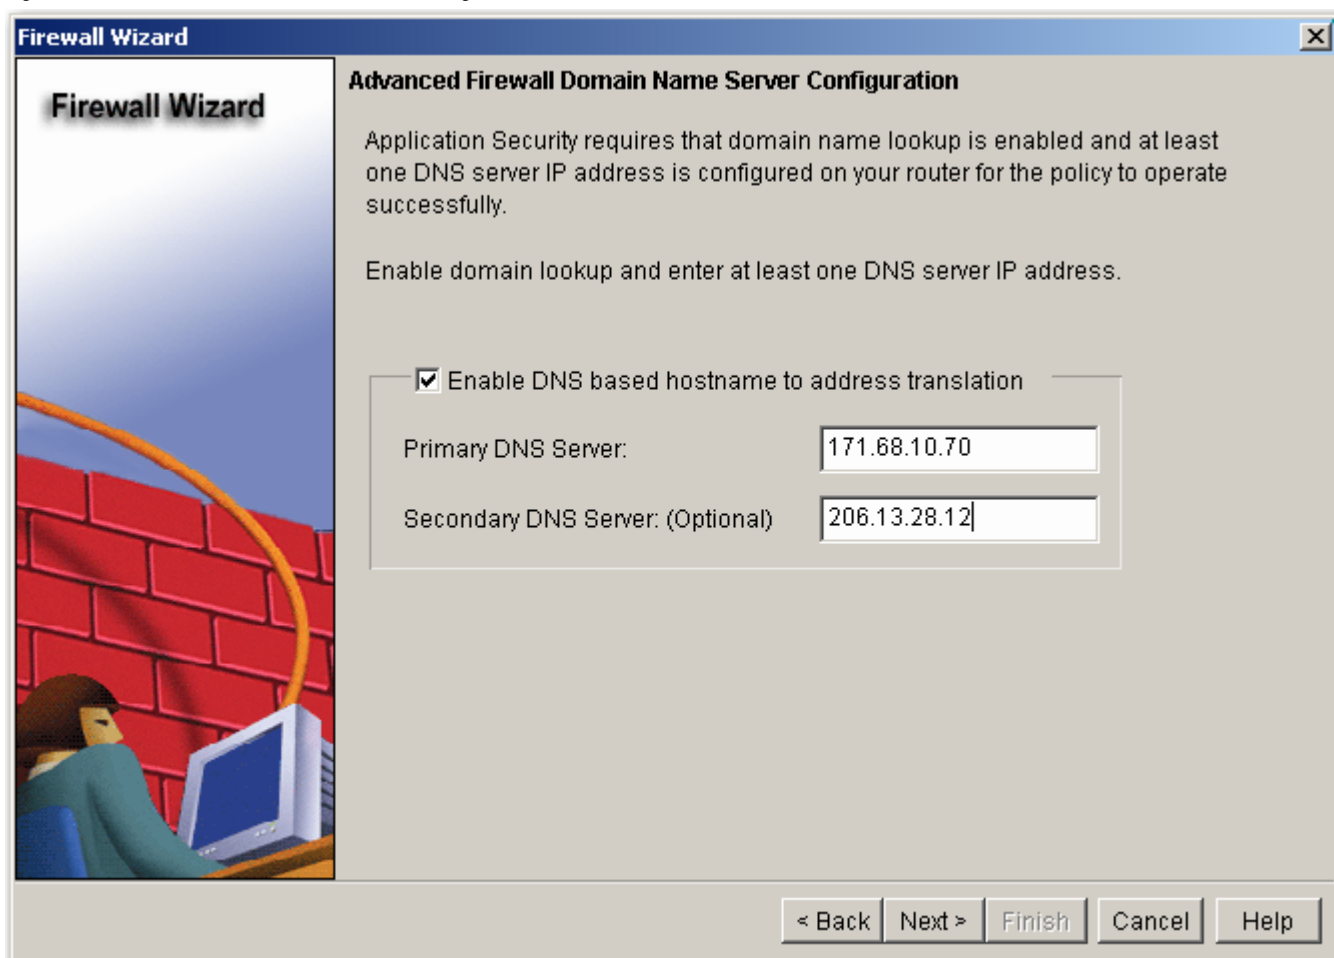 Firewall Wizard
Firewall Wizard
Advanced Firewall Domain Name Server Configuration
Application Security requires that domain name lookup is enabled and at least
one DNS server IP address is configured on your router for the policy to operate
successfully.
Enable domain lookup and enter at least one DNS server IP address.
Enable DNS based hostname to address translation
Primary DNS Server: 171.68.10.70
Secondary DNS Server: (Optional) 206.13.28.12
< Back Next > Finish Cancel Help